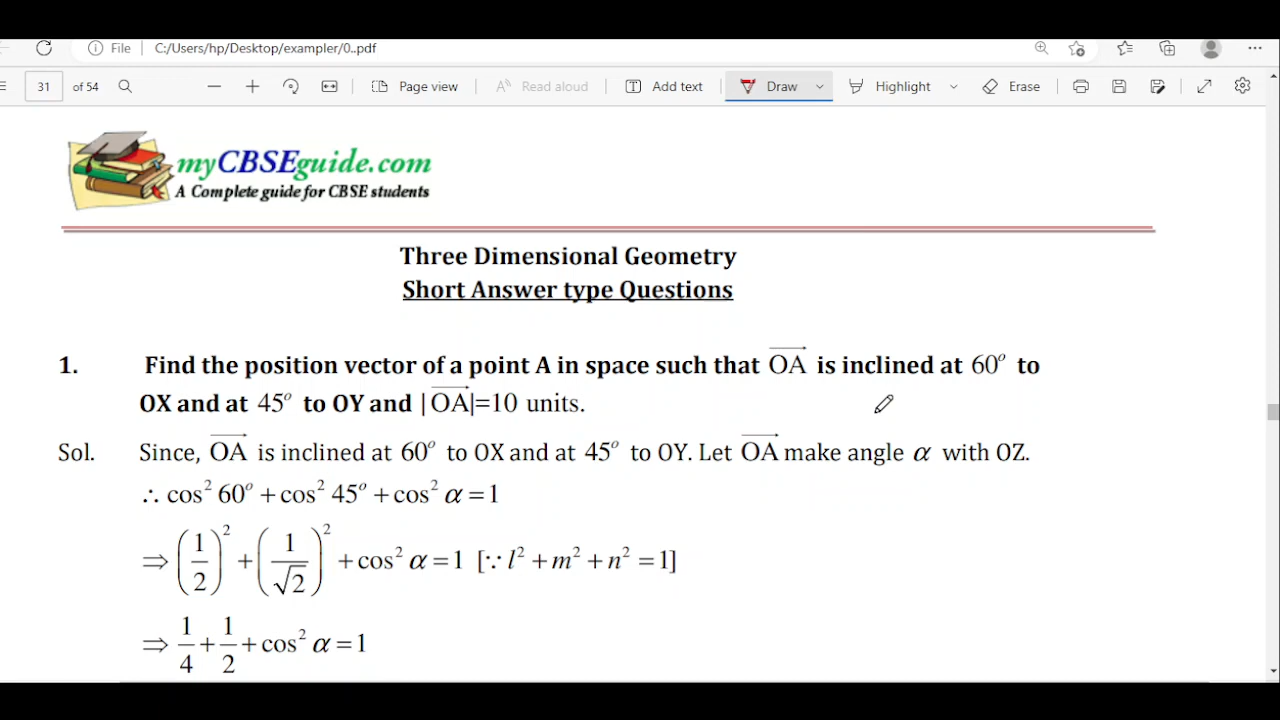 File C:/Users/hp/Desktop/exampler/0..pdf
31 of 54 Page view Read aloud Add text Draw Highlight Erase
myCBSEguide.com
A Complete guide for CBSE students
Three Dimensional Geometry
Short Answer type Questions
1. Find the position vector of a point A in space such that \overrightarrow{OA} is inclined at 60° to
OX and at 45° to OY and |\overrightarrow{OA}|=10 units.
Sol. Since, \overrightarrow{OA} is inclined at 60° to OX and at 45° to OY. Let \overrightarrow{OA} make angle α with OZ.
∴ cos² 60° + cos² 45° + cos² α = 1
⇒ (1/2)² + (1/√2)² + cos² α = 1 [∵ l² + m² + n² = 1]
⇒ 1/4 + 1/2 + cos² α = 1